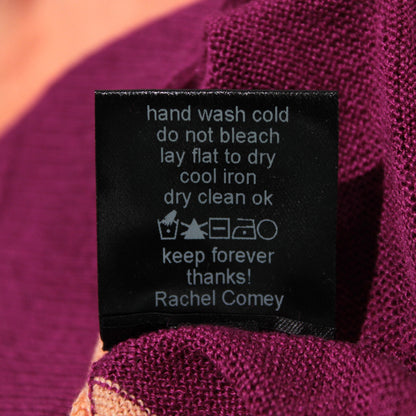 hand wash cold
do not bleach
lay flat to dry
cool iron
dry clean ok
keep forever
thanks!
Rachel Comey